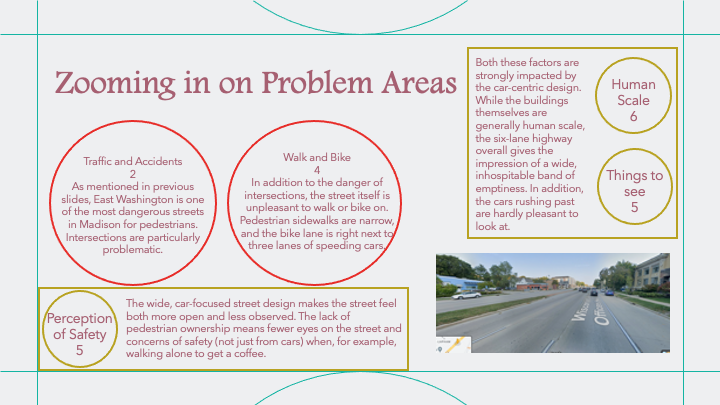 Zooming in on Problem Areas
Traffic and Accidents
2
As mentioned in previous
slides, East Washington is one
of the most dangerous streets
in Madison for pedestrians.
Intersections are particularly
problematic.
Walk and Bike
4
In addition to the danger of
intersections, the street itself is
unpleasant to walk or bike on.
Pedestrian sidewalks are narrow,
and the bike lane is right next to
three lanes of speeding cars.
Both these factors are
strongly impacted by
the car-centric design.
While the buildings
themselves are
generally human scale,
the six-lane highway
overall gives the
impression of a wide,
inhospitable band of
emptiness. In addition,
the cars rushing past
are hardly pleasant to
look at.
Human
Scale
6
Things to
see
5
Perception
of Safety
5
The wide, car-focused street design makes the street feel
both more open and less observed. The lack of
pedestrian ownership means fewer eyes on the street and
concerns of safety (not just from cars) when, for example,
walking alone to get a coffee.